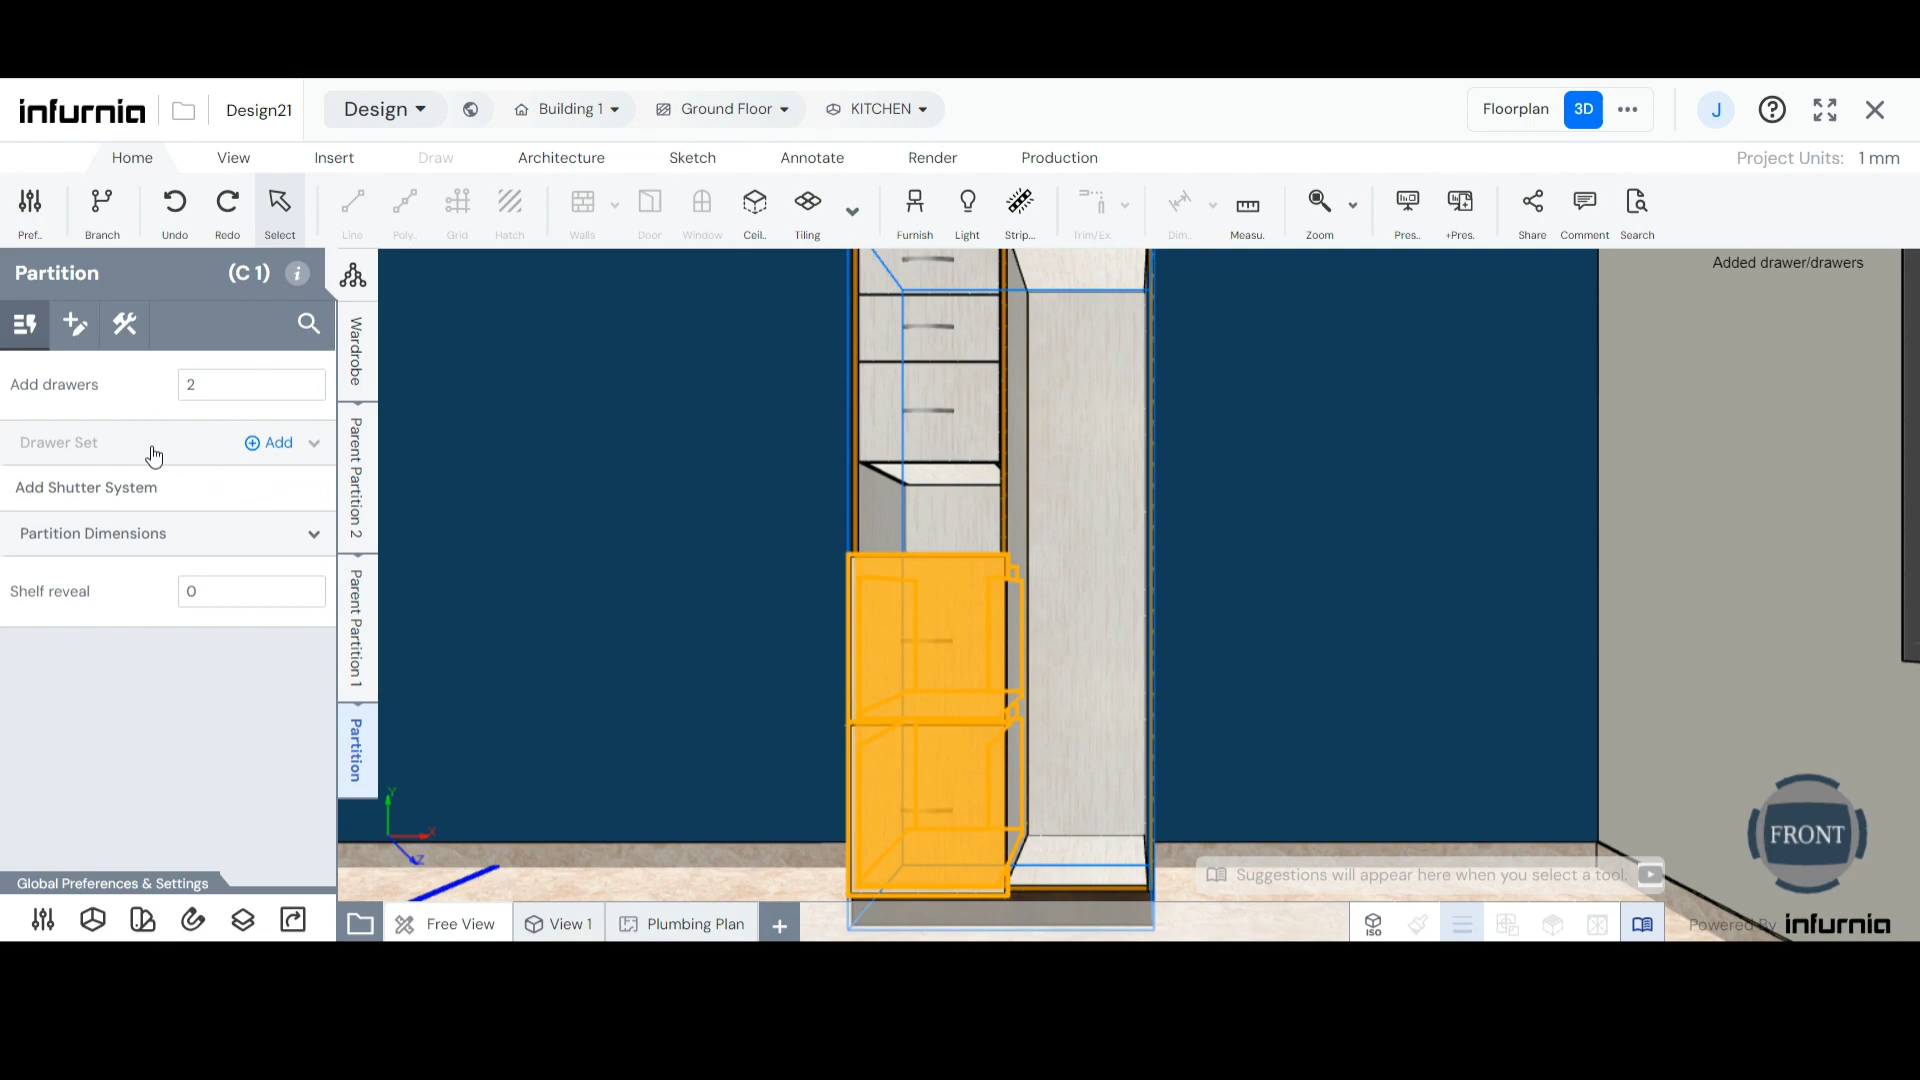 infurnia
Design21
Design
Building 1
Ground Floor
KITCHEN
Floorplan
3D
J
Home
View
Insert
Draw
Architecture
Sketch
Annotate
Render
Production
Project Units: 1 mm
Pref..
Branch
Undo
Redo
Select
Line
Poly..
Grid
Hatch
Walls
Door
Window
Ceil..
Tiling
Furnish
Light
Strip...
Trim/Ex.
Dim..
Measu.
Zoom
Pres..
+Pres.
Share
Comment
Search
Partition
(C 1)
i
Added drawer/drawers
Add drawers
2
Drawer Set
Add
Add Shutter System
Partition Dimensions
Shelf reveal
0
Wardrobe
Parent Partition 2
Parent Partition 1
Partition
Y
X
Z
FRONT
Suggestions will appear here when you select a tool.
Global Preferences & Settings
Free View
View 1
Plumbing Plan
ISO
Powered By infurnia